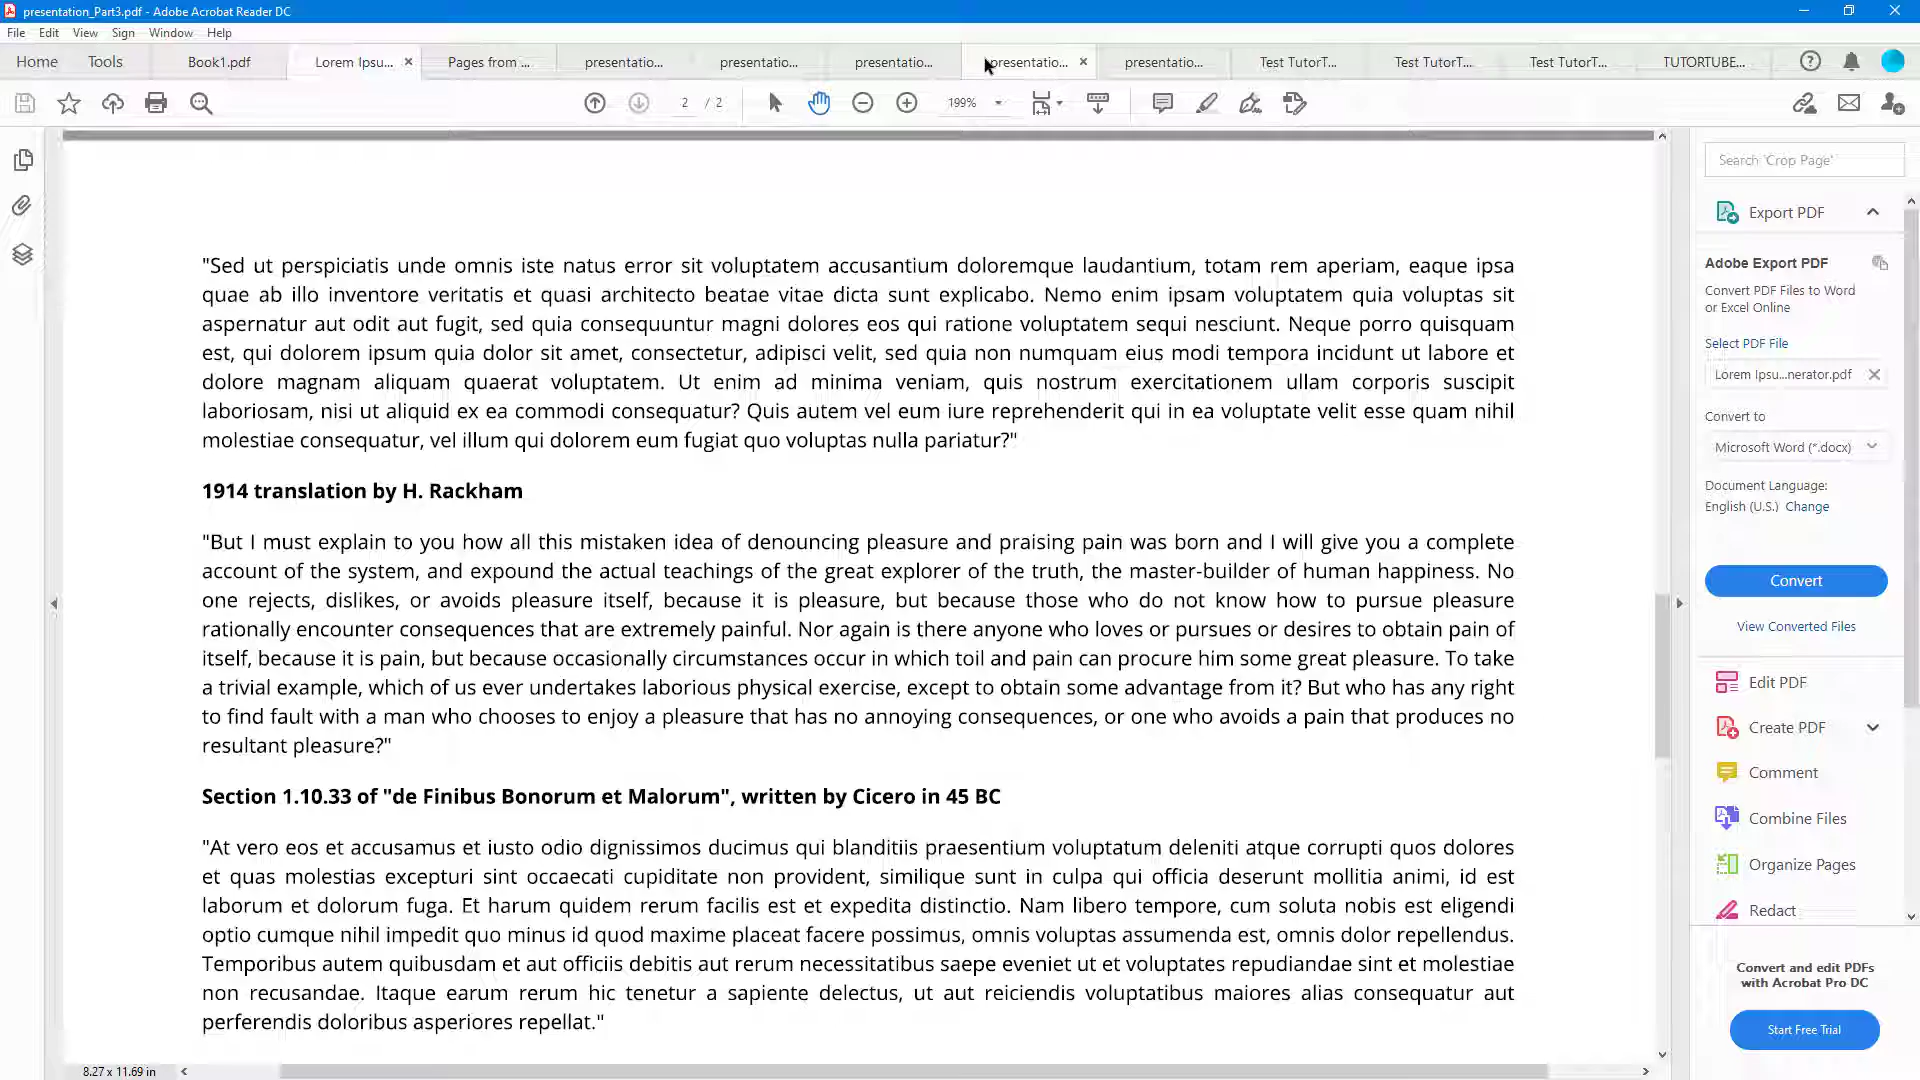 presentation_Part3.pdf - Adobe Acrobat Reader DC
File Edit View Sign Window Help
Home Tools Book1.pdf Lorem Ipsu... × Pages from ... presentatio... presentatio... presentatio... presentatio... × presentatio... Test TutorT... Test TutorT... Test TutorT... TUTORTUBE...
2 / 2 199%
"Sed ut perspiciatis unde omnis iste natus error sit voluptatem accusantium doloremque laudantium, totam rem aperiam, eaque ipsa
quae ab illo inventore veritatis et quasi architecto beatae vitae dicta sunt explicabo. Nemo enim ipsam voluptatem quia voluptas sit
aspernatur aut odit aut fugit, sed quia consequuntur magni dolores eos qui ratione voluptatem sequi nesciunt. Neque porro quisquam
est, qui dolorem ipsum quia dolor sit amet, consectetur, adipisci velit, sed quia non numquam eius modi tempora incidunt ut labore et
dolore magnam aliquam quaerat voluptatem. Ut enim ad minima veniam, quis nostrum exercitationem ullam corporis suscipit
laboriosam, nisi ut aliquid ex ea commodi consequatur? Quis autem vel eum iure reprehenderit qui in ea voluptate velit esse quam nihil
molestiae consequatur, vel illum qui dolorem eum fugiat quo voluptas nulla pariatur?"
1914 translation by H. Rackham
"But I must explain to you how all this mistaken idea of denouncing pleasure and praising pain was born and I will give you a complete
account of the system, and expound the actual teachings of the great explorer of the truth, the master-builder of human happiness. No
one rejects, dislikes, or avoids pleasure itself, because it is pleasure, but because those who do not know how to pursue pleasure
rationally encounter consequences that are extremely painful. Nor again is there anyone who loves or pursues or desires to obtain pain of
itself, because it is pain, but because occasionally circumstances occur in which toil and pain can procure him some great pleasure. To take
a trivial example, which of us ever undertakes laborious physical exercise, except to obtain some advantage from it? But who has any right
to find fault with a man who chooses to enjoy a pleasure that has no annoying consequences, or one who avoids a pain that produces no
resultant pleasure?"
Section 1.10.33 of "de Finibus Bonorum et Malorum", written by Cicero in 45 BC
"At vero eos et accusamus et iusto odio dignissimos ducimus qui blanditiis praesentium voluptatum deleniti atque corrupti quos dolores
et quas molestias excepturi sint occaecati cupiditate non provident, similique sunt in culpa qui officia deserunt mollitia animi, id est
laborum et dolorum fuga. Et harum quidem rerum facilis est et expedita distinctio. Nam libero tempore, cum soluta nobis est eligendi
optio cumque nihil impedit quo minus id quod maxime placeat facere possimus, omnis voluptas assumenda est, omnis dolor repellendus.
Temporibus autem quibusdam et aut officiis debitis aut rerum necessitatibus saepe eveniet ut et voluptates repudiandae sint et molestiae
non recusandae. Itaque earum rerum hic tenetur a sapiente delectus, ut aut reiciendis voluptatibus maiores alias consequatur aut
perferendis doloribus asperiores repellat."
8.27 x 11.69 in
Search 'Crop Page'
Export PDF
Adobe Export PDF
Convert PDF Files to Word
or Excel Online
Select PDF File
Lorem Ipsu...nerator.pdf
Convert to
Microsoft Word (*.docx)
Document Language:
English (U.S.) Change
Convert
View Converted Files
Edit PDF
Create PDF
Comment
Combine Files
Organize Pages
Redact
Convert and edit PDFs
with Acrobat Pro DC
Start Free Trial